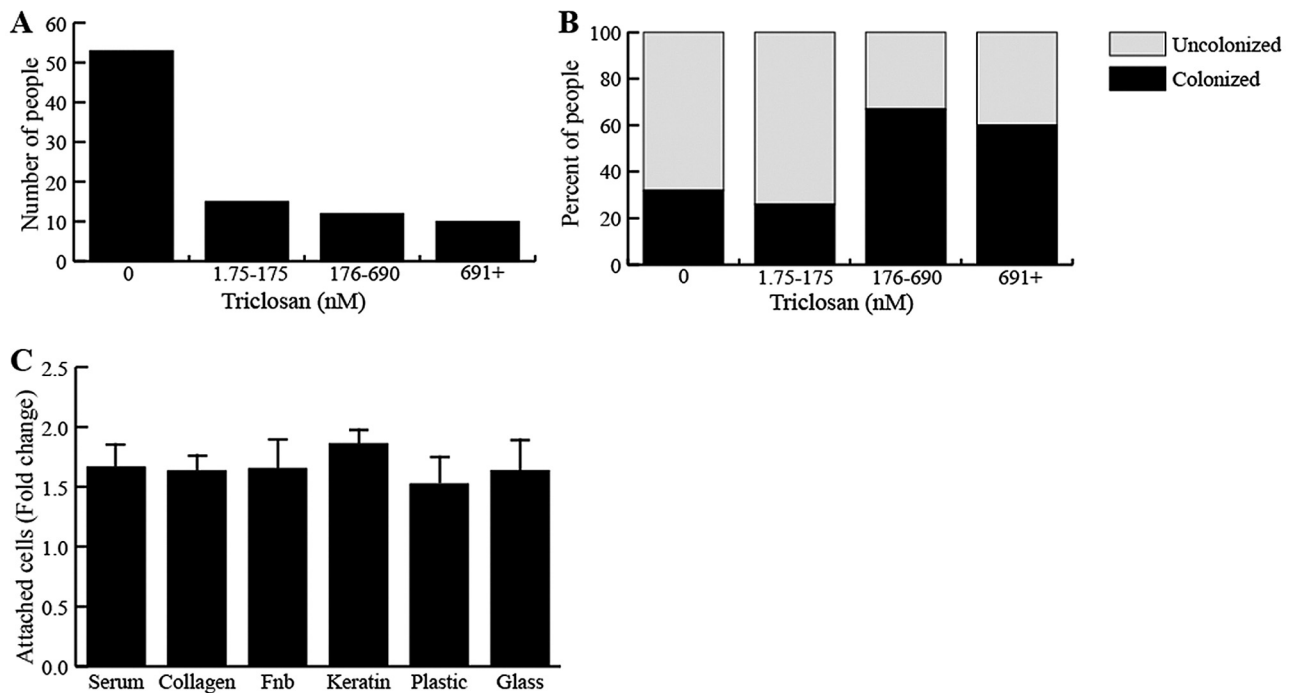 A
Number of people
60
50
40
30
20
10
0
0 1.75-175 176-690 691+
Triclosan (nM)
B
Percent of people
100
80
60
40
20
0
0 1.75-175 176-690 691+
Triclosan (nM)
Uncolonized
Colonized
C
Attached cells (Fold change)
2.5
2.0
1.5
1.0
0.5
0.0
Serum Collagen Fnb Keratin Plastic Glass